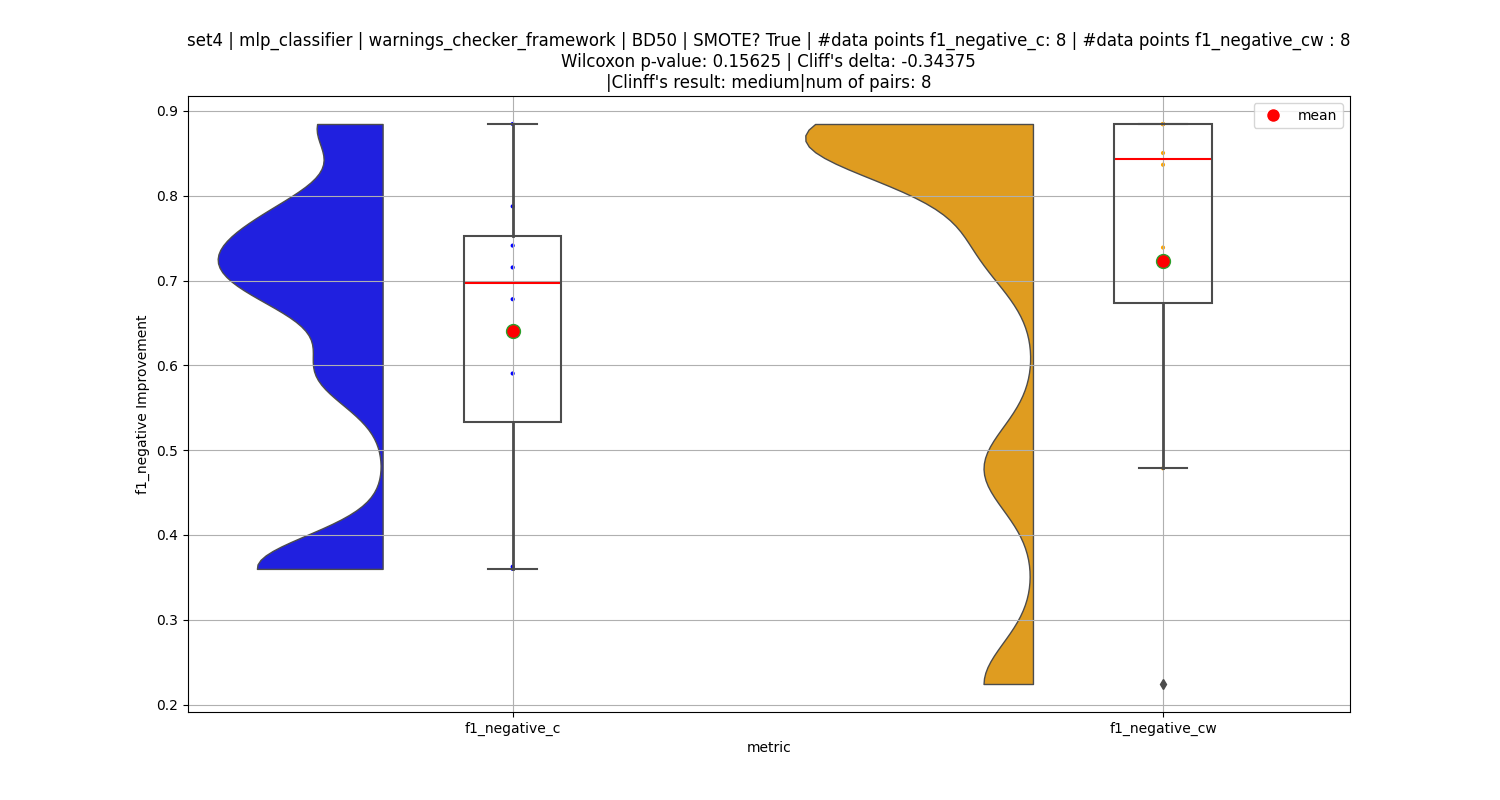 set4 | mlp_classifier | warnings_checker_framework | BD50 | SMOTE? True | #data points f1_negative_c: 8 | #data points f1_negative_cw : 8
Wilcoxon p-value: 0.15625 | Cliff's delta: -0.34375
|Clinff's result: medium|num of pairs: 8
mean
0.9
0.8
0.7
0.6
0.5
0.4
0.3
0.2
f1_negative Improvement
f1_negative_c
f1_negative_cw
metric